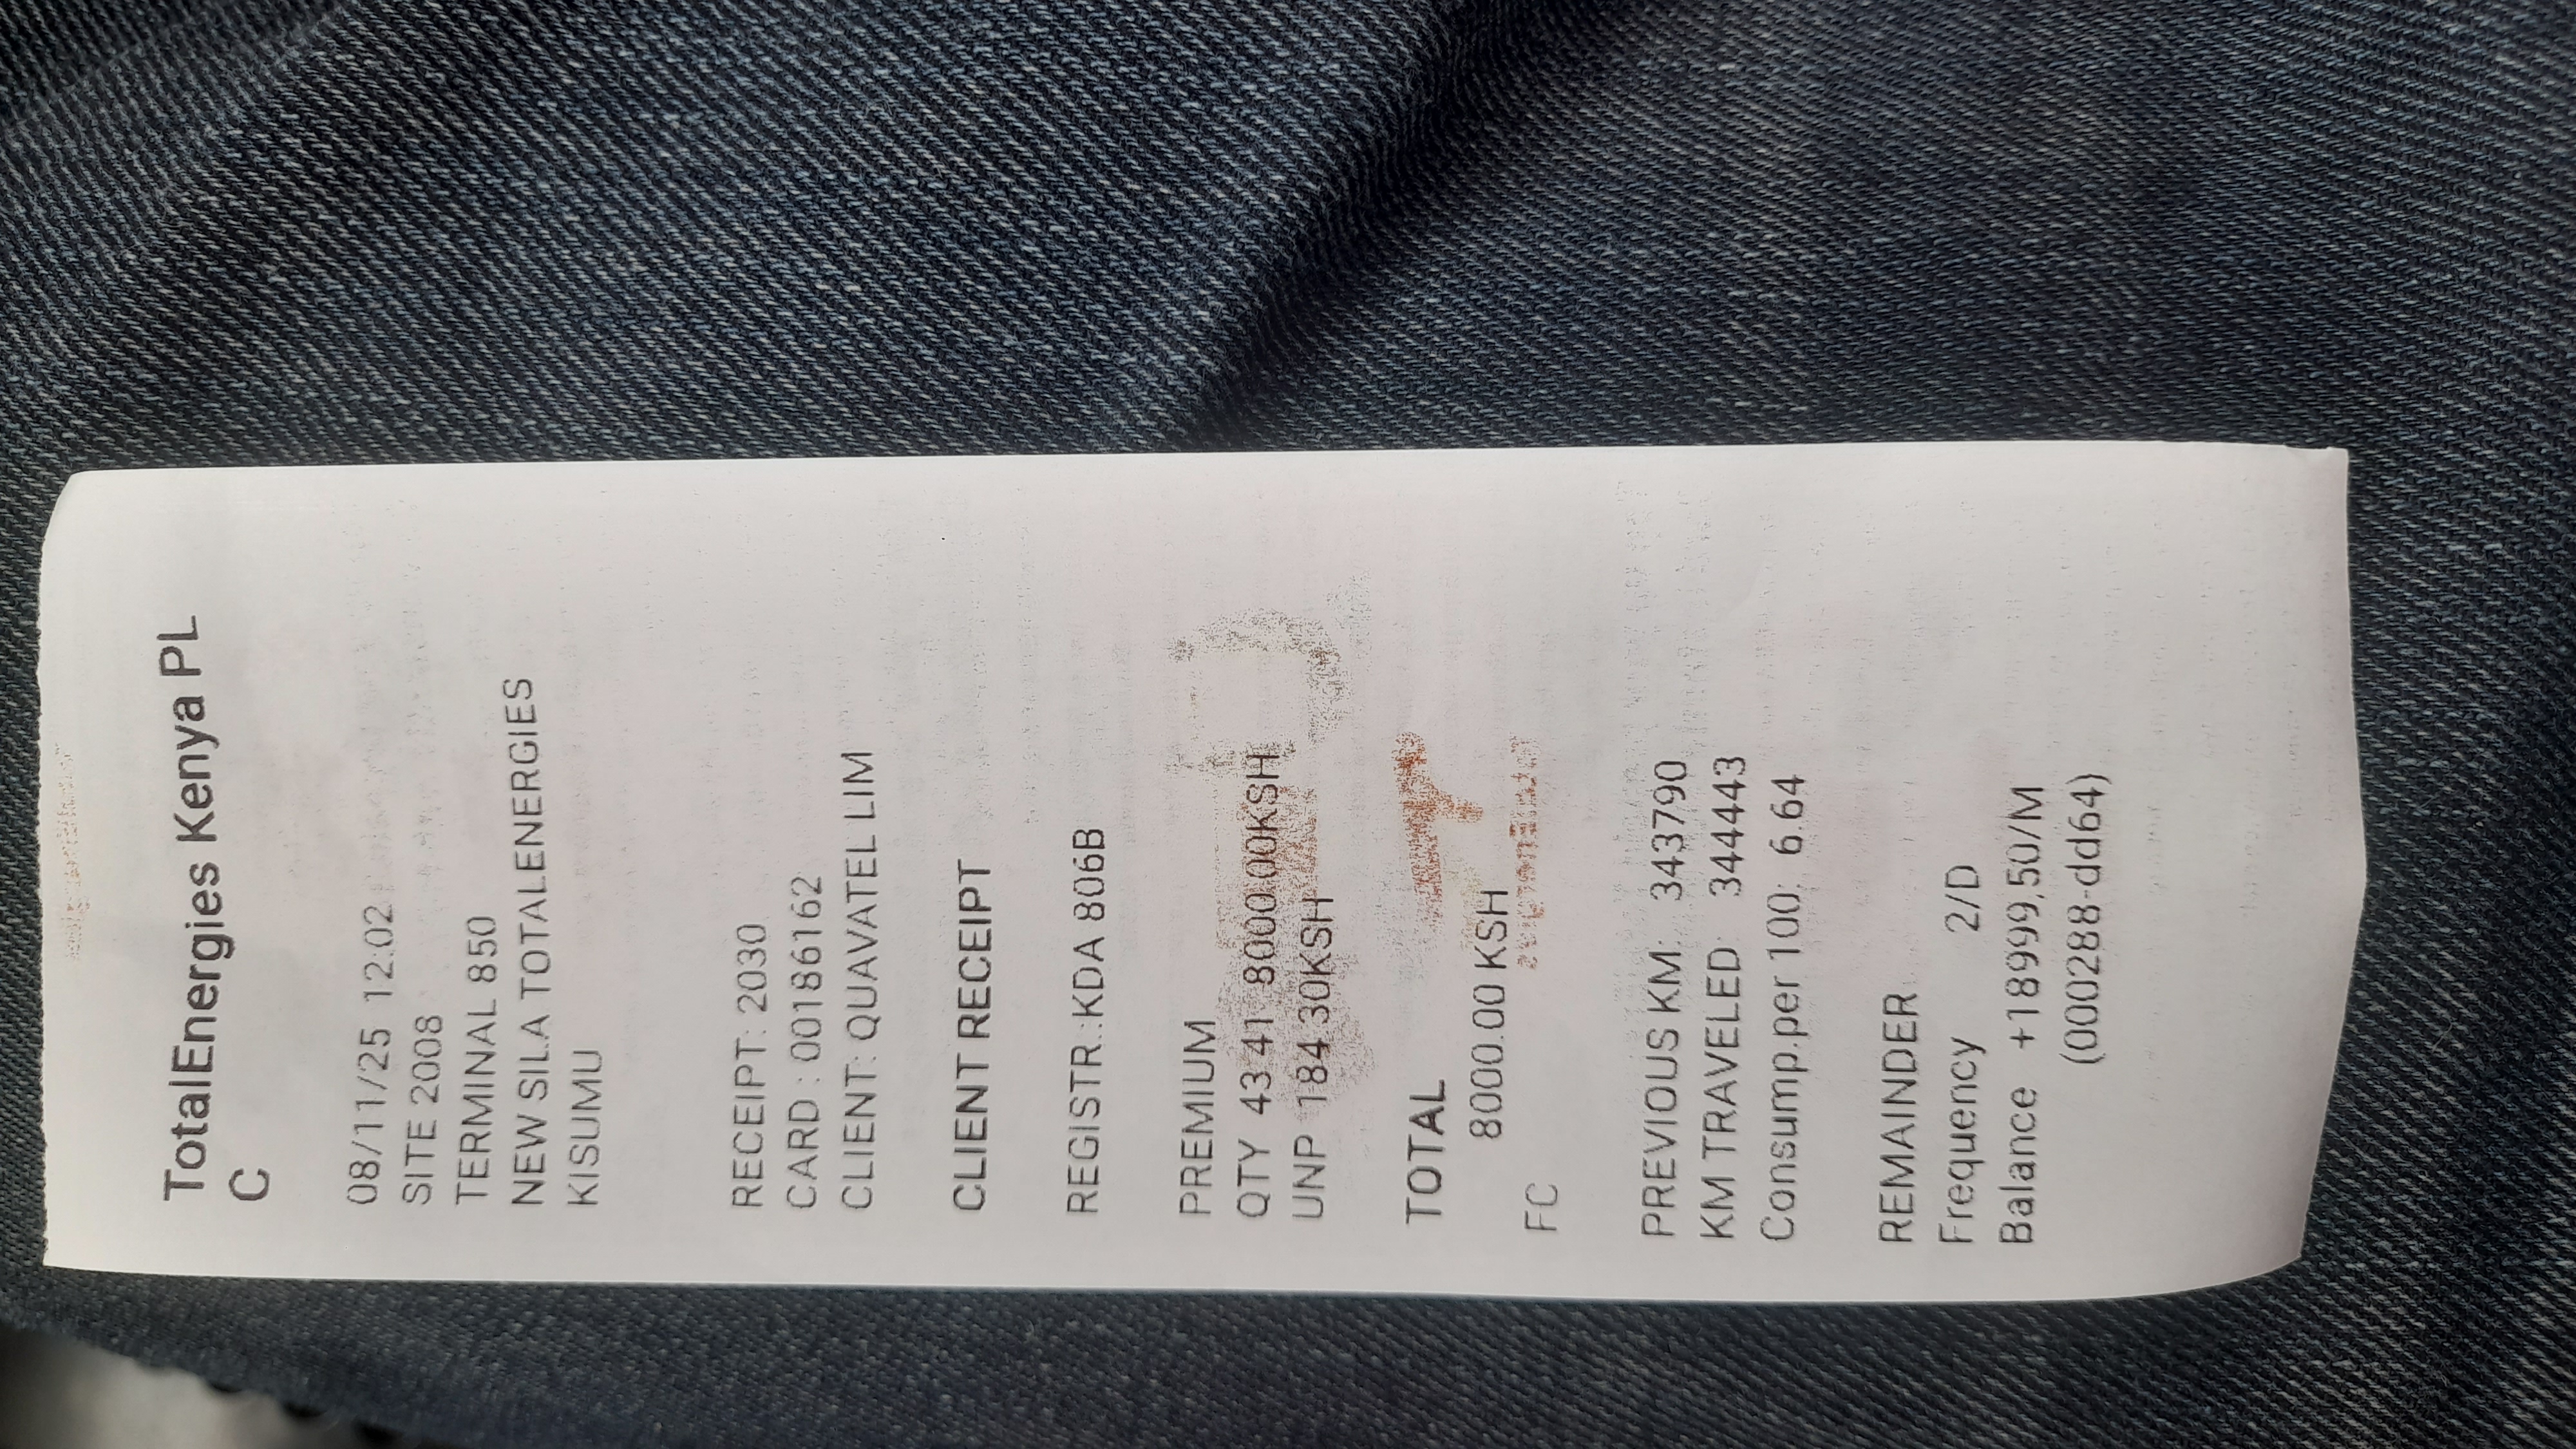 TotalEnergies Kenya PL
C
08/11/25 12:02
SITE 2008
TERMINAL 850
NEW SILA TOTALENERGIES
KISUMU
RECEIPT: 2030
CARD : 00186162
CLIENT: QUAVATEL LIM
CLIENT RECEIPT
REGISTR.:KDA 806B
PREMIUM
QTY 43.41 8000.00KSH
UNP 184.30KSH
TOTAL
8000.00 KSH
FC
PREVIOUS KM: 343790
KM TRAVELED: 344443
Consump.per 100: 6.64
REMAINDER
Frequency 2/D
Balance +18999,50/M
(000288-dd64)